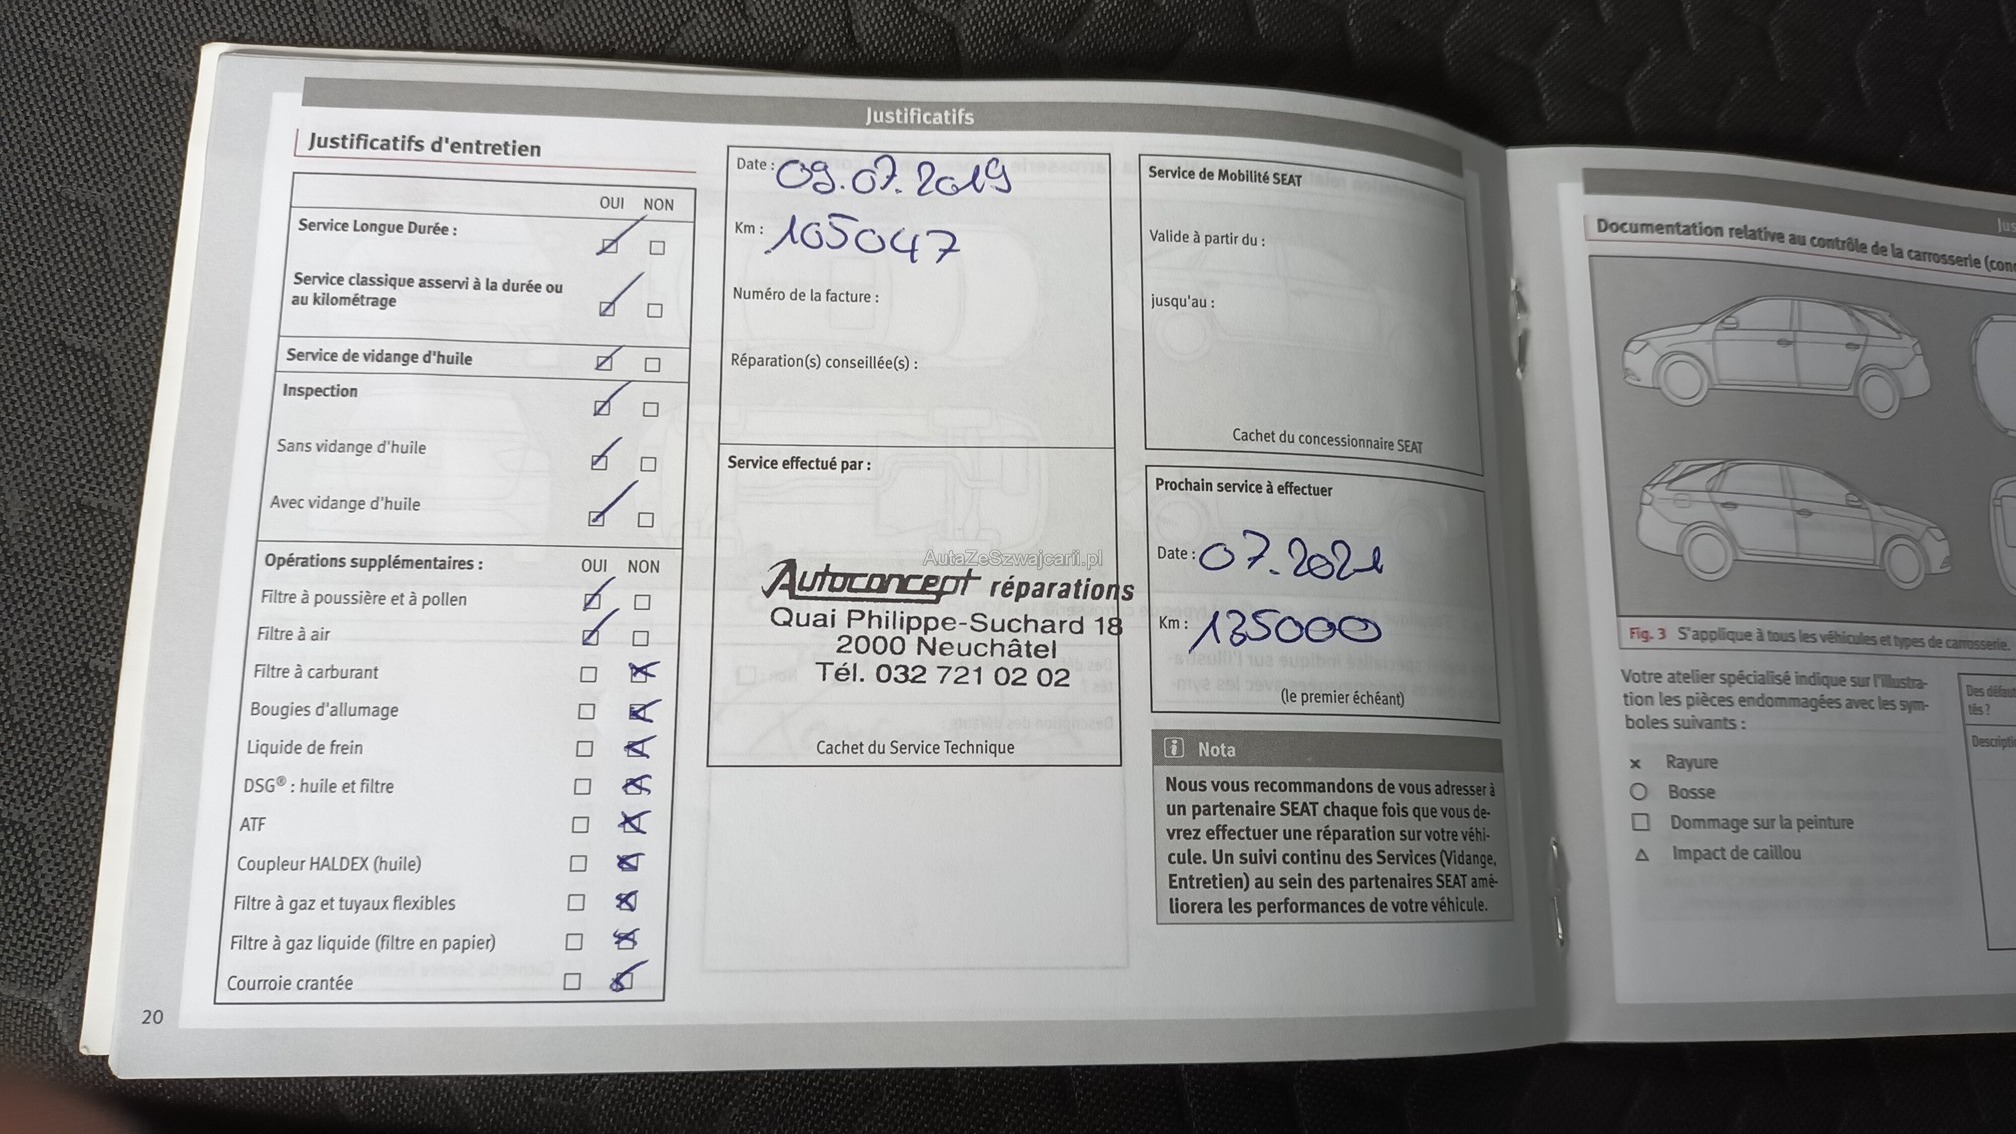 Justificatifs
Justificatifs d'entretien
OUI NON
Service Longue Durée :
Service classique asservi à la durée ou
au kilométrage
Service de vidange d'huile
Inspection
Sans vidange d'huile
Avec vidange d'huile
Opérations supplémentaires : OUI NON
Filtre à poussière et à pollen
Filtre à air
Filtre à carburant
Bougies d'allumage
Liquide de frein
DSG® : huile et filtre
ATF
Coupleur HALDEX (huile)
Filtre à gaz et tuyaux flexibles
Filtre à gaz liquide (filtre en papier)
Courroie crantée
20
Date : 09.07.2019
Km : 105047
Numéro de la facture :
Réparation(s) conseillée(s) :
Service effectué par :
AutaZeSzwajcarii.pl
Autoconcept réparations
Quai Philippe-Suchard 18
2000 Neuchâtel
Tél. 032 721 02 02
Cachet du Service Technique
Service de Mobilité SEAT
Valide à partir du :
jusqu'au :
Cachet du concessionnaire SEAT
Prochain service à effectuer
Date : 07.2021
Km : 135000
(le premier échéant)
Nota
Nous vous recommandons de vous adresser à
un partenaire SEAT chaque fois que vous de-
vrez effectuer une réparation sur votre véhi-
cule. Un suivi continu des Services (Vidange,
Entretien) au sein des partenaires SEAT amé-
liorera les performances de votre véhicule.
Documentation relative au contrôle de la carrosserie
Fig. 3 S'applique à tous les véhicules et types de carrosserie.
Votre atelier spécialisé indique sur l'illustra-
tion les pièces endommagées avec les sym-
boles suivants :
x Rayure
Bosse
Dommage sur la peinture
Impact de caillou
Des
tés ?